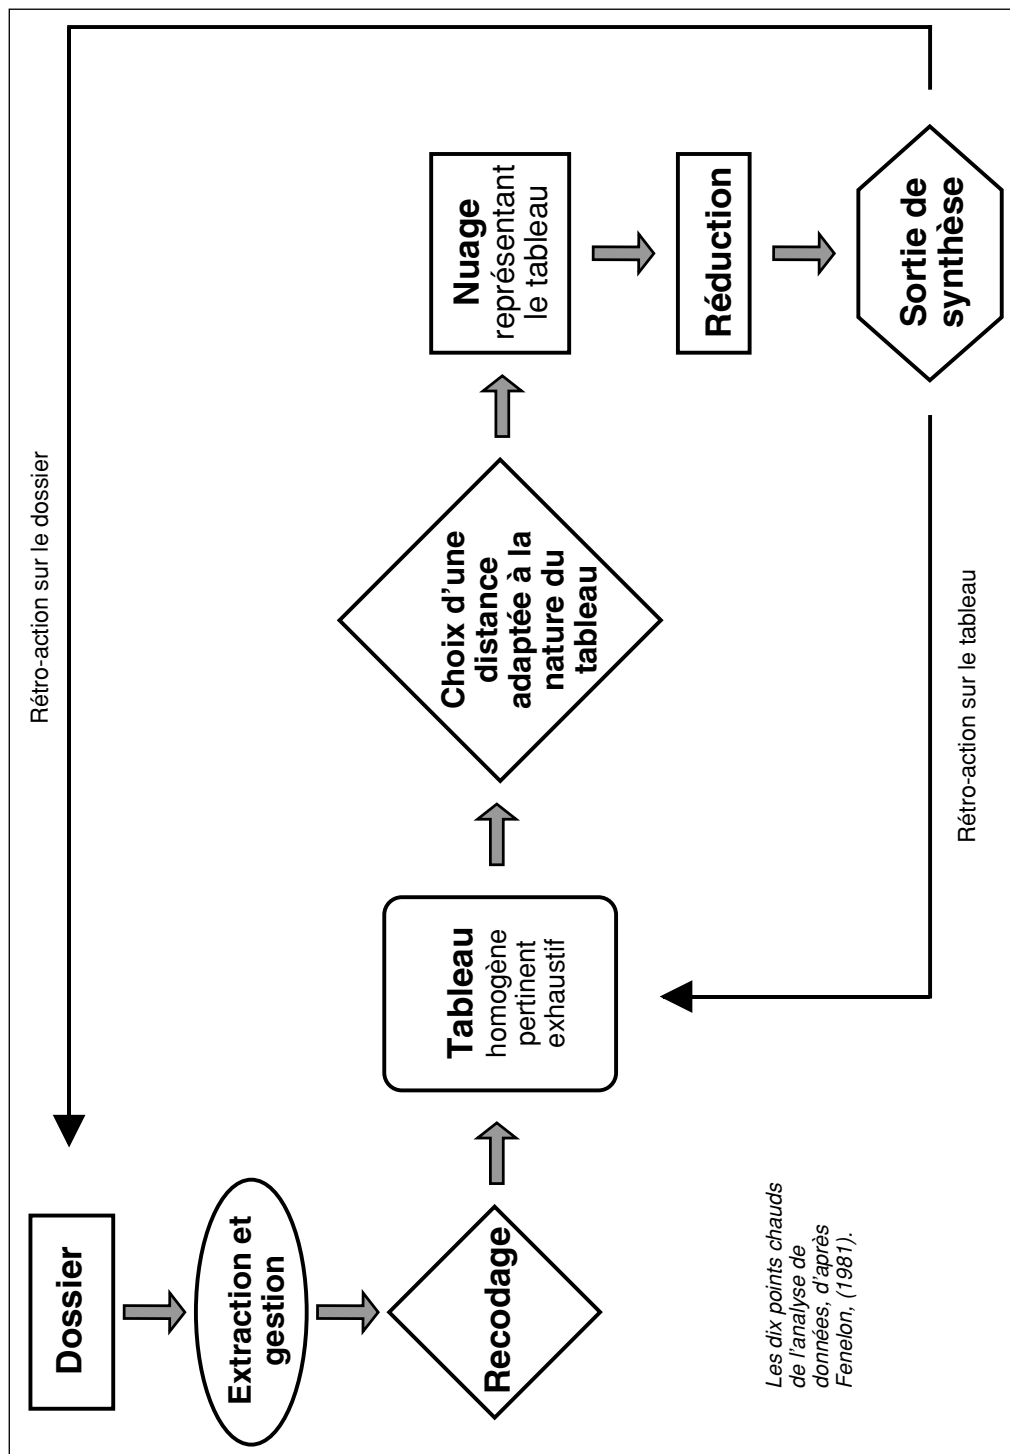 Rétro-action sur le dossier
Dossier
Extraction et
gestion
Recodage
Tableau
homogène
pertinent
exhaustif
Choix d'une
distance
adaptée à la
nature du
tableau
Nuage
représentant
le tableau
Réduction
Sortie de
synthèse
Rétro-action sur le tableau
Les dix points chauds
de l'analyse de
données, d'après
Fenelon, (1981).